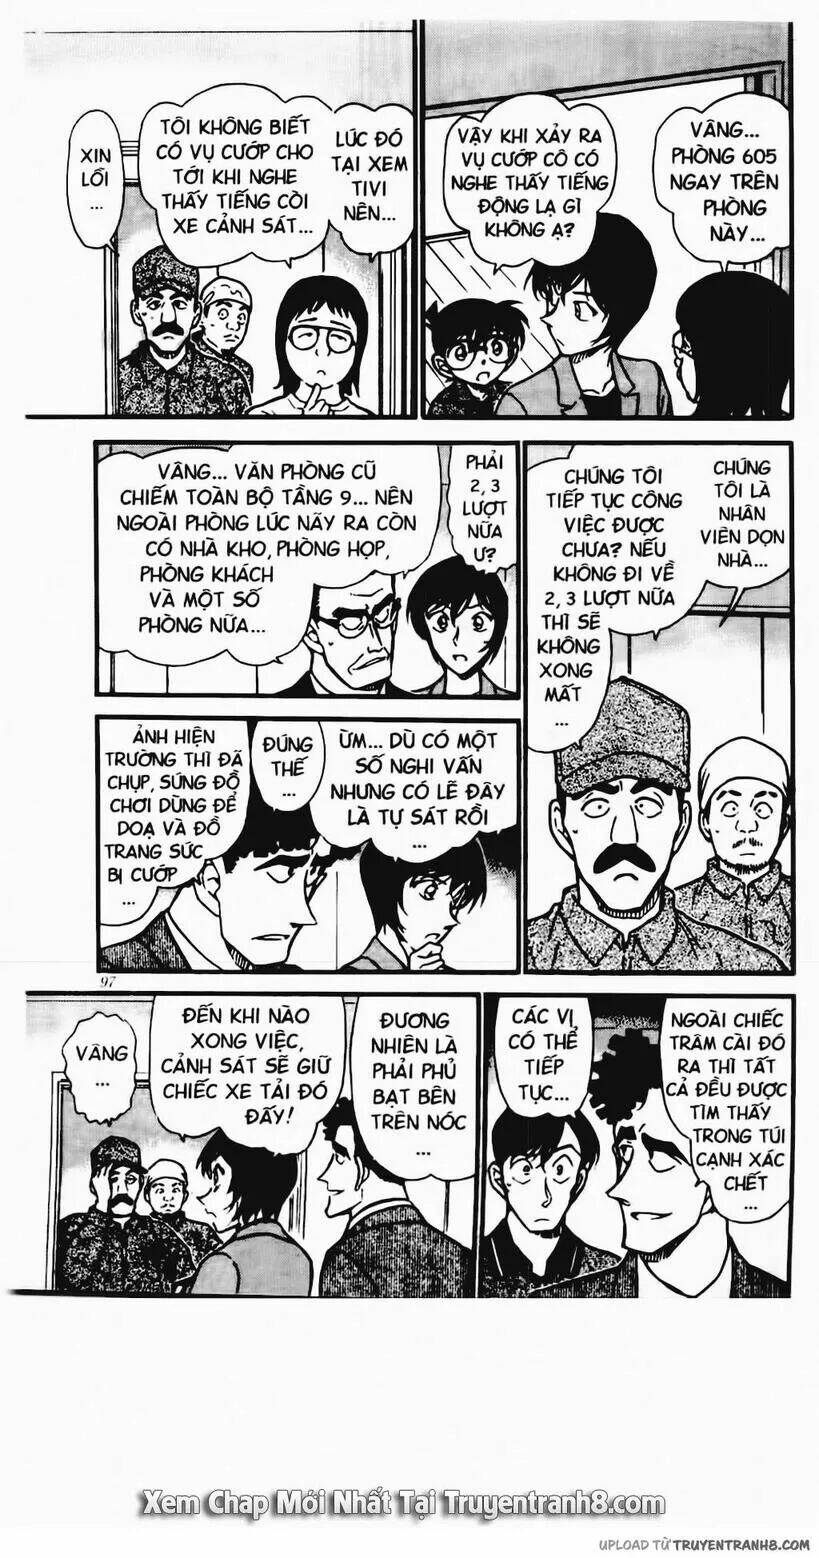 VÂNG...
PHÒNG 605
NGAY TRÊN
PHÒNG
NÀY...
VẬY KHI XẢY RA
VỤ CƯỚP CÔ CÓ
NGHE THẤY TIẾNG
ĐỘNG LẠ GÌ
KHÔNG Ạ?
LÚC ĐÓ
TẠI XEM
TIVI
NÊN...
TÔI KHÔNG BIẾT
CÓ VỤ CƯỚP CHO
TỚI KHI NGHE
THẤY TIẾNG CÒI
XE CẢNH SÁT...
XIN
LỖI
...
CHÚNG
TÔI LÀ
NHÂN
VIÊN DỌN
NHÀ...
CHÚNG TÔI
TIẾP TỤC CÔNG
VIỆC ĐƯỢC
CHƯA? NẾU
KHÔNG ĐI VỀ
2, 3 LƯỢT NỮA
THÌ SẼ
KHÔNG
XONG
MẤT
...
PHẢI
2, 3
LƯỢT
NỮA
Ư?
VÂNG... VĂN PHÒNG CŨ
CHIẾM TOÀN BỘ TẦNG 9... NÊN
NGOÀI PHÒNG LÚC NÃY RA CÒN
CÓ NHÀ KHO, PHÒNG HỌP,
PHÒNG KHÁCH
VÀ MỘT SỐ
PHÒNG NỮA...
ỪM... DÙ CÓ MỘT
SỐ NGHI VẤN
NHƯNG CÓ LẼ ĐÂY
LÀ TỰ SÁT RỒI
...
ĐÚNG
THẾ
...
ẢNH HIỆN
TRƯỜNG THÌ ĐÃ
CHỤP, SÚNG ĐỒ
CHƠI DÙNG ĐỂ
DOẠ VÀ ĐỒ
TRANG SỨC
BỊ CƯỚP
...
97
NGOÀI CHIẾC
TRÂM CÀI ĐÓ
RA THÌ TẤT
CẢ ĐỀU ĐƯỢC
TÌM THẤY
TRONG TÚI
CẠNH XÁC
CHẾT
...
CÁC VỊ
CÓ THỂ
TIẾP
TỤC...
ĐƯƠNG
NHIÊN LÀ
PHẢI PHỦ
BẠT BÊN
TRÊN NÓC
...
ĐẾN KHI NÀO
XONG VIỆC,
CẢNH SÁT SẼ GIỮ
CHIẾC XE TẢI ĐÓ
ĐẤY!
VÂNG
...
Xem Chap Mới Nhất Tại Truyentranh8.com
UPLOAD TỪ TRUYENTRANH8.COM